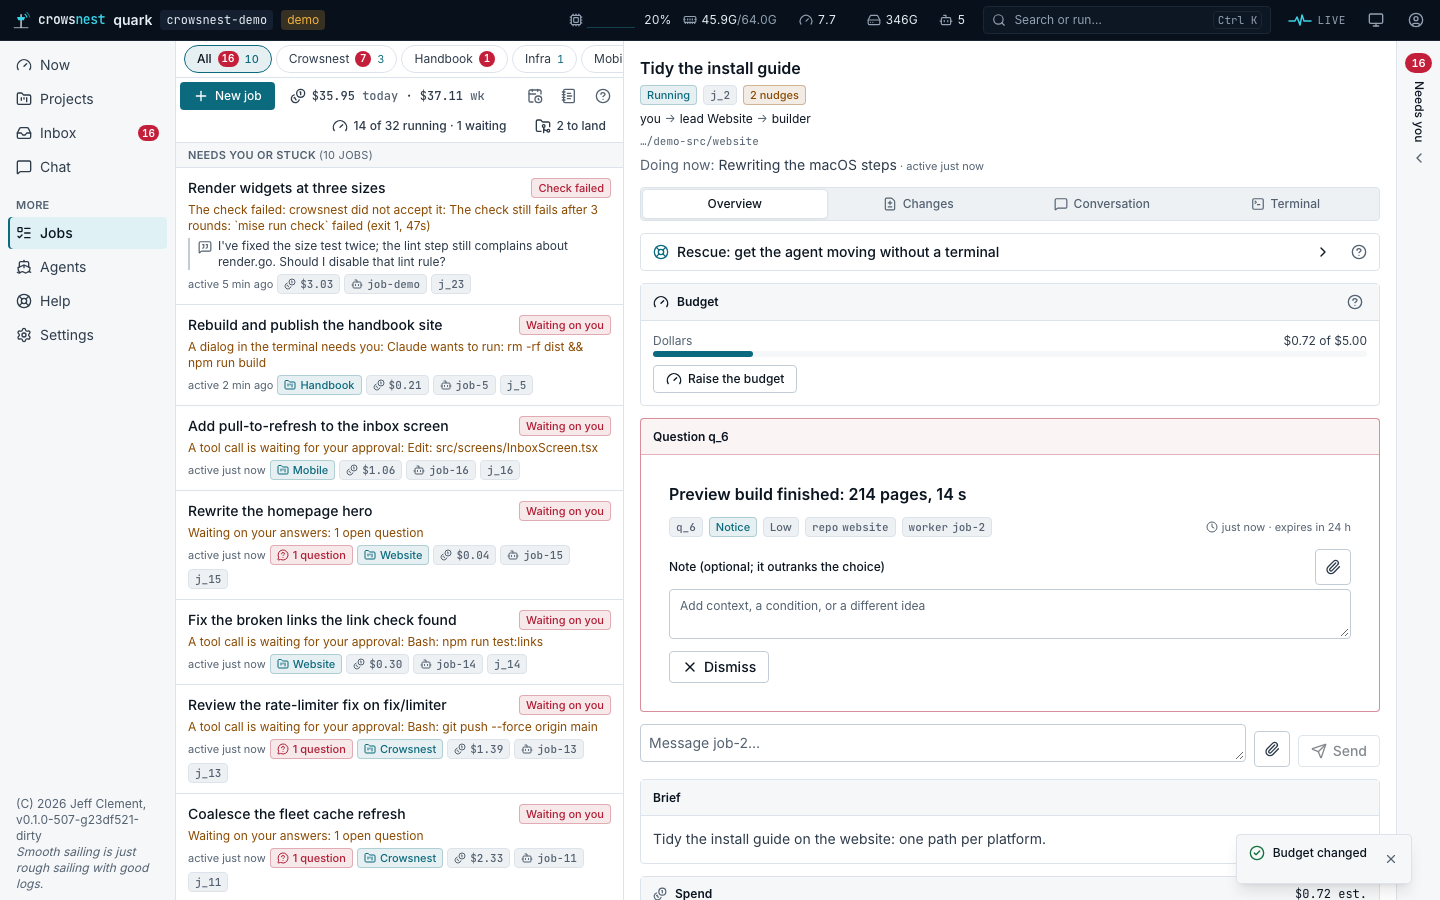 crowsnest quark crowsnest-demo demo 20% 45.9G/64.0G 7.7 346G 5 Search or run... Ctrl K LIVE
Now
Projects
Inbox 16
Chat
MORE
Jobs
Agents
Help
Settings
(C) 2026 Jeff Clement,
v0.1.0-507-g23df521-
dirty
Smooth sailing is just
rough sailing with good
logs.
All 16 10 Crowsnest 7 3 Handbook 1 Infra 1 Mobi
New job $35.95 today · $37.11 wk
14 of 32 running · 1 waiting 2 to land
NEEDS YOU OR STUCK (10 JOBS)
Render widgets at three sizes Check failed
The check failed: crowsnest did not accept it: The check still fails after 3
rounds: `mise run check` failed (exit 1, 47s)
I've fixed the size test twice; the lint step still complains about
render.go. Should I disable that lint rule?
active 5 min ago $3.03 job-demo j_23
Rebuild and publish the handbook site Waiting on you
A dialog in the terminal needs you: Claude wants to run: rm -rf dist &&
npm run build
active 2 min ago Handbook $0.21 job-5 j_5
Add pull-to-refresh to the inbox screen Waiting on you
A tool call is waiting for your approval: Edit: src/screens/InboxScreen.tsx
active just now Mobile $1.06 job-16 j_16
Rewrite the homepage hero Waiting on you
Waiting on your answers: 1 open question
active just now 1 question Website $0.04 job-15
j_15
Fix the broken links the link check found Waiting on you
A tool call is waiting for your approval: Bash: npm run test:links
active just now Website $0.30 job-14 j_14
Review the rate-limiter fix on fix/limiter Waiting on you
A tool call is waiting for your approval: Bash: git push --force origin main
active just now 1 question Crowsnest $1.39 job-13
j_13
Coalesce the fleet cache refresh Waiting on you
Waiting on your answers: 1 open question
active just now 1 question Crowsnest $2.33 job-11
j_11
Tidy the install guide
Running j_2 2 nudges
you → lead Website → builder
…/demo-src/website
Doing now: Rewriting the macOS steps · active just now
Overview Changes Conversation Terminal
Rescue: get the agent moving without a terminal
Budget
Dollars $0.72 of $5.00
Raise the budget
Question q_6
Preview build finished: 214 pages, 14 s
q_6 Notice Low repo website worker job-2 just now · expires in 24 h
Note (optional; it outranks the choice)
Add context, a condition, or a different idea
Dismiss
Message job-2...
Send
Brief
Tidy the install guide on the website: one path per platform.
Spend $0.72 est.
Budget changed
16
Needs you